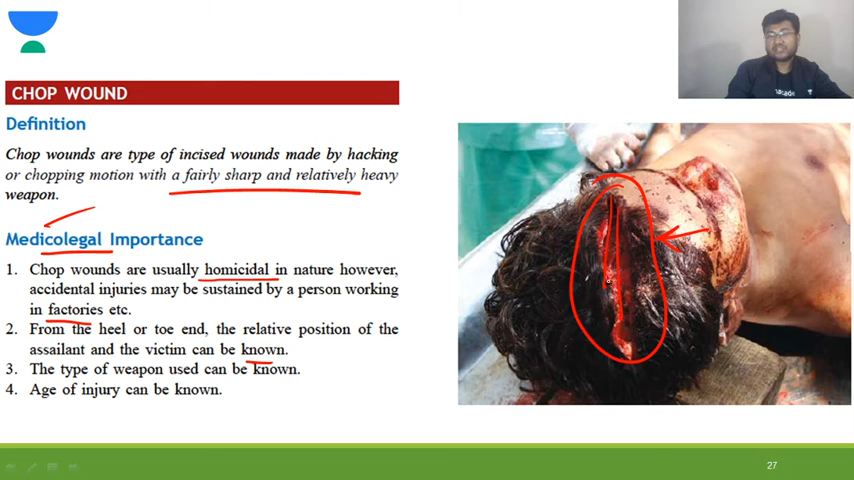 CHOP WOUND
Definition
Chop wounds are type of incised wounds made by hacking
or chopping motion with a fairly sharp and relatively heavy
weapon.
Medicolegal Importance
1. Chop wounds are usually homicidal in nature however,
accidental injuries may be sustained by a person working
in factories etc.
2. From the heel or toe end, the relative position of the
assailant and the victim can be known.
3. The type of weapon used can be known.
4. Age of injury can be known.
27